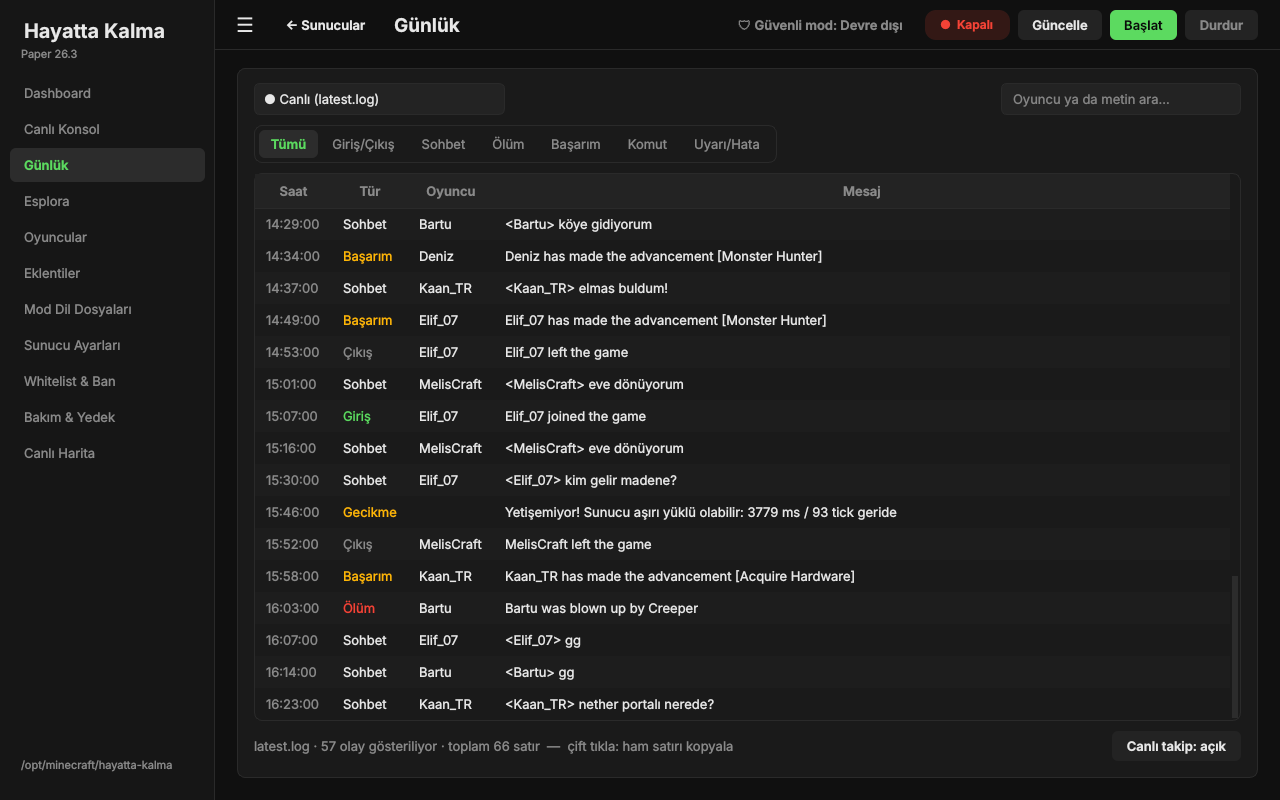 Hayatta Kalma
Paper 26.3
Dashboard
Canlı Konsol
Günlük
Esplora
Oyuncular
Eklentiler
Mod Dil Dosyaları
Sunucu Ayarları
Whitelist & Ban
Bakım & Yedek
Canlı Harita
/opt/minecraft/hayatta-kalma
☰ ← Sunucular Günlük Güvenli mod: Devre dışı ● Kapalı Güncelle Başlat Durdur
● Canlı (latest.log) Oyuncu ya da metin ara...
Tümü Giriş/Çıkış Sohbet Ölüm Başarım Komut Uyarı/Hata
Saat Tür Oyuncu Mesaj
14:29:00 Sohbet Bartu <Bartu> köye gidiyorum
14:34:00 Başarım Deniz Deniz has made the advancement [Monster Hunter]
14:37:00 Sohbet Kaan_TR <Kaan_TR> elmas buldum!
14:49:00 Başarım Elif_07 Elif_07 has made the advancement [Monster Hunter]
14:53:00 Çıkış Elif_07 Elif_07 left the game
15:01:00 Sohbet MelisCraft <MelisCraft> eve dönüyorum
15:07:00 Giriş Elif_07 Elif_07 joined the game
15:16:00 Sohbet MelisCraft <MelisCraft> eve dönüyorum
15:30:00 Sohbet Elif_07 <Elif_07> kim gelir madene?
15:46:00 Gecikme Yetişemiyor! Sunucu aşırı yüklü olabilir: 3779 ms / 93 tick geride
15:52:00 Çıkış MelisCraft MelisCraft left the game
15:58:00 Başarım Kaan_TR Kaan_TR has made the advancement [Acquire Hardware]
16:03:00 Ölüm Bartu Bartu was blown up by Creeper
16:07:00 Sohbet Elif_07 <Elif_07> gg
16:14:00 Sohbet Bartu <Bartu> gg
16:23:00 Sohbet Kaan_TR <Kaan_TR> nether portalı nerede?
latest.log · 57 olay gösteriliyor · toplam 66 satır — çift tıkla: ham satırı kopyala Canlı takip: açık